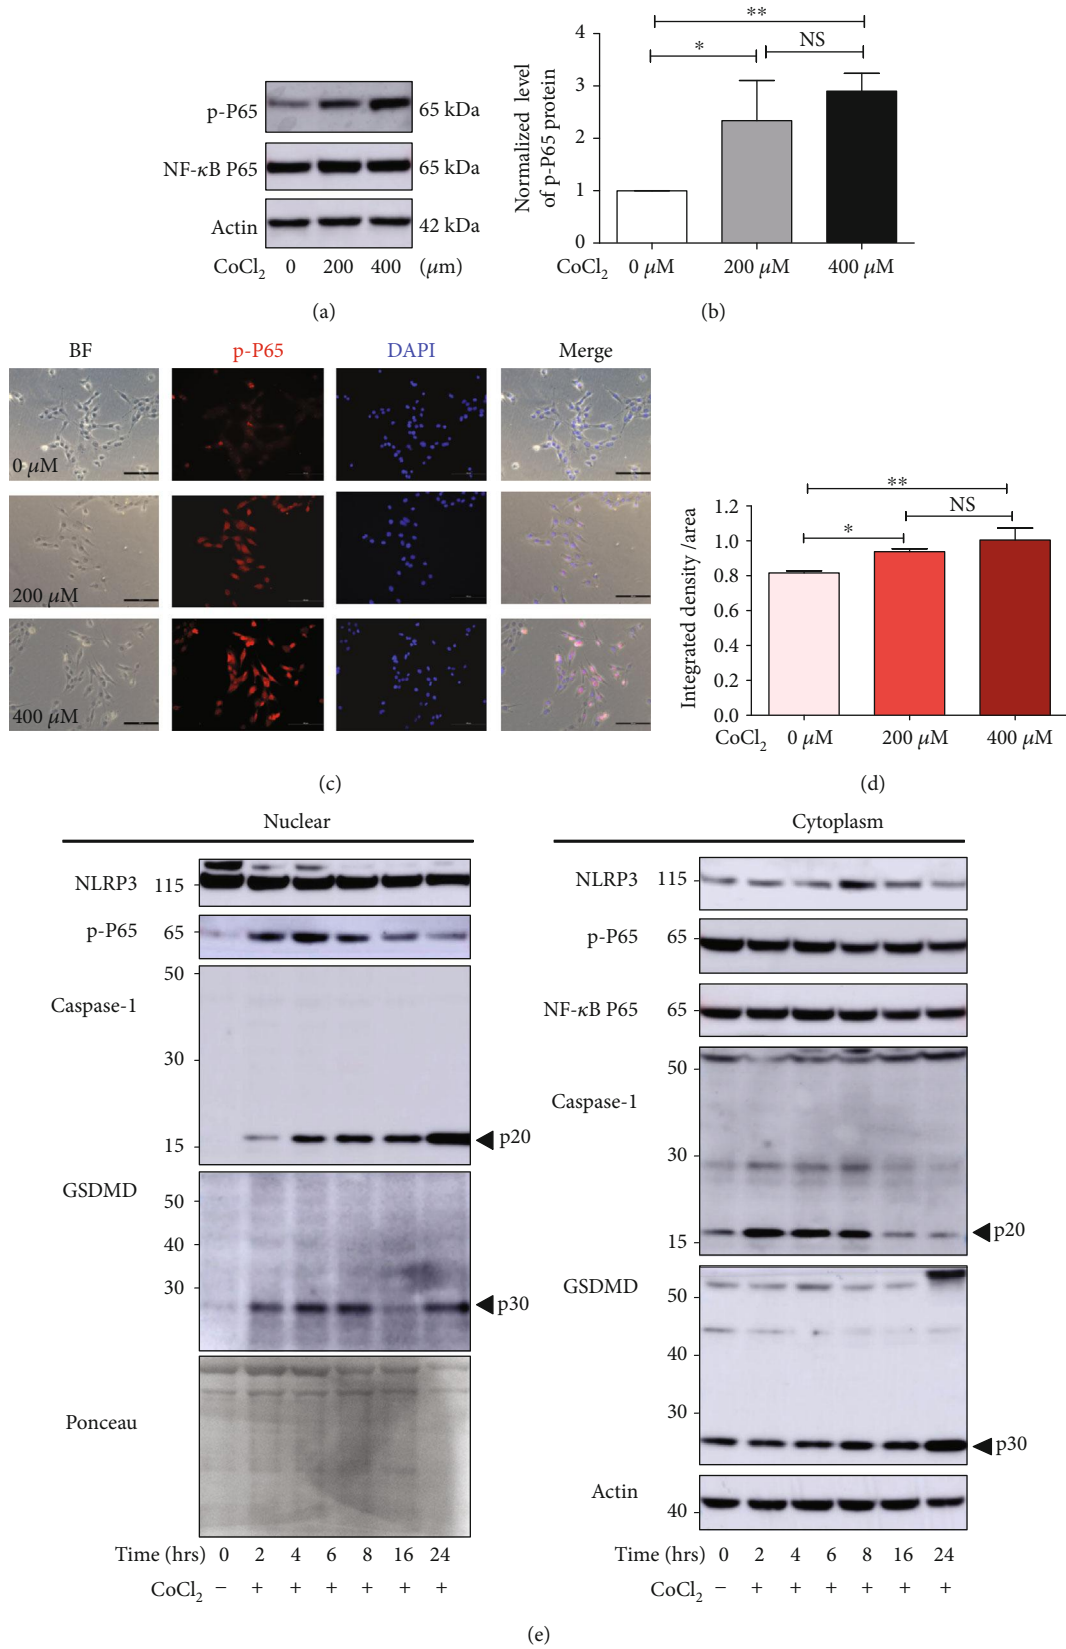 p-P65 65 kDa
NF-κB P65 65 kDa
Actin 42 kDa
CoCl₂ 0 200 400 (μm)
(a)
Normalized level
of p-P65 protein
4
3
2
1
0
**
*
NS
CoCl₂ 0 μM 200 μM 400 μM
(b)
BF p-P65 DAPI Merge
0 μM
200 μM
400 μM
(c)
Integrated density /area
1.2
1.0
0.8
0.6
0.4
0.2
0.0
**
*
NS
CoCl₂ 0 μM 200 μM 400 μM
(d)
Nuclear
NLRP3 115
p-P65 65
50
Caspase-1
30
15 p20
GSDMD 50
40
30
p30
Ponceau
Time (hrs) 0 2 4 6 8 16 24
CoCl₂ − + + + + + +
Cytoplasm
NLRP3 115
p-P65 65
NF-κB P65 65
50
Caspase-1
30
15 p20
GSDMD 50
40
30
p30
Actin 40
Time (hrs) 0 2 4 6 8 16 24
CoCl₂ − + + + + + +
(e)